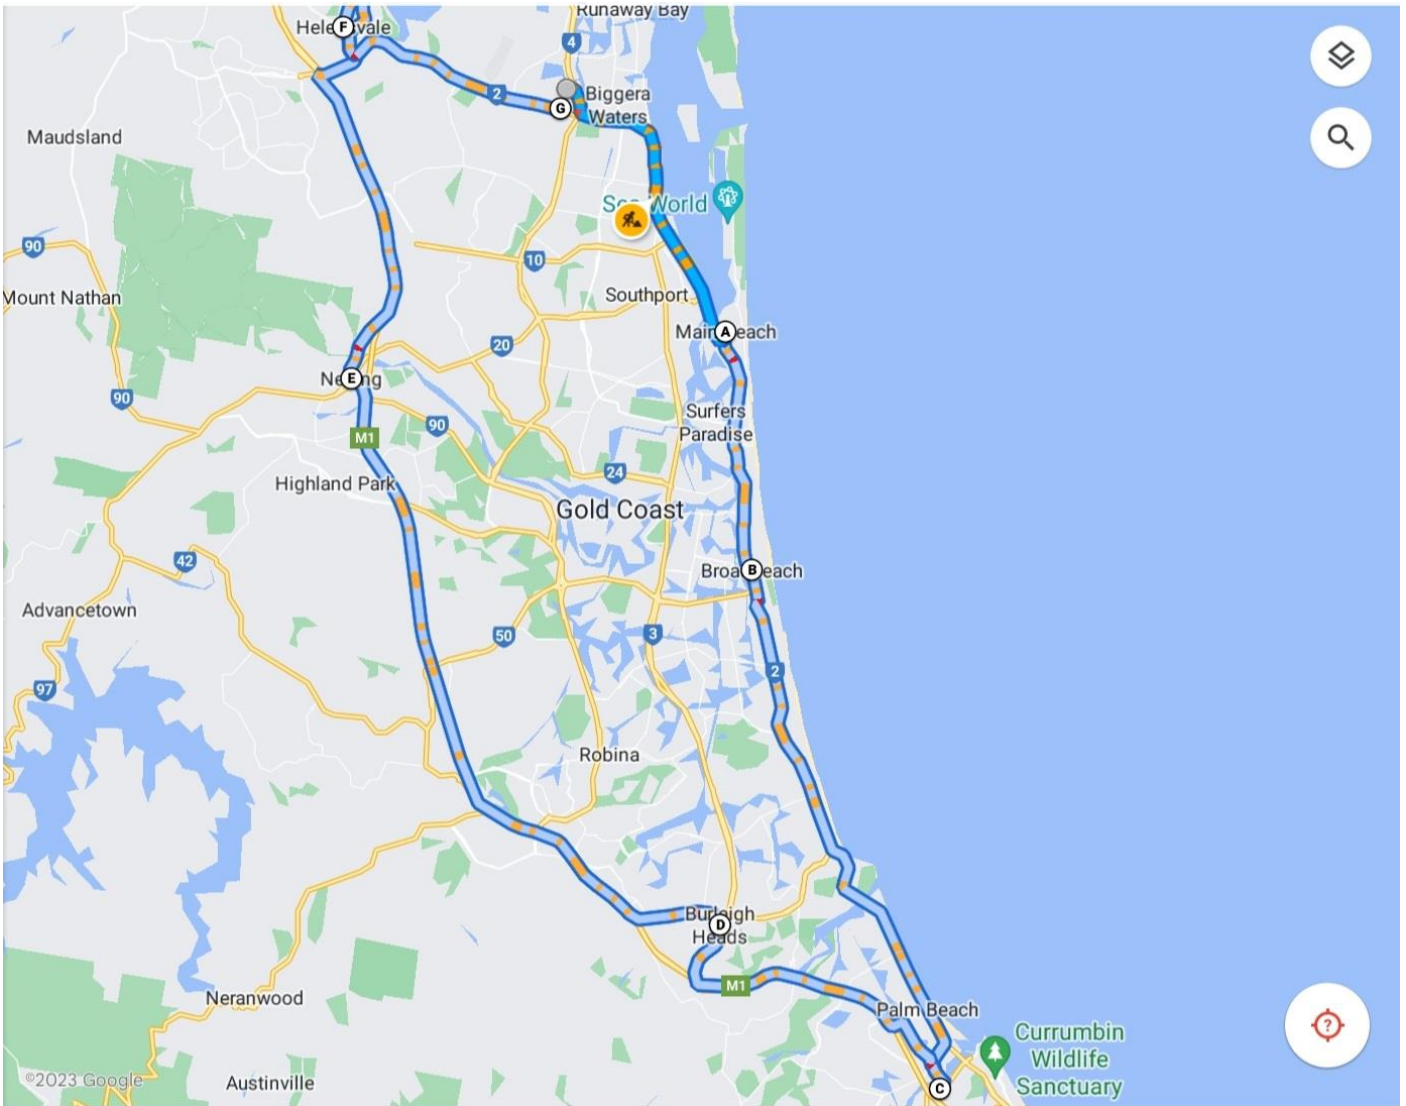 Runaway Bay
Helensvale
F
4
2
G
Biggera
Waters
Maudsland
Sea World
90
10
Mount Nathan
Southport
Main Beach
A
20
Nerang
E
90
Surfers
Paradise
90
M1
24
Highland Park
Gold Coast
42
Broadbeach
B
Advancetown
50
3
2
97
Robina
Burleigh
Heads
D
M1
Neranwood
Palm Beach
Currumbin
Wildlife
Sanctuary
?
©2023 Google
Austinville
C